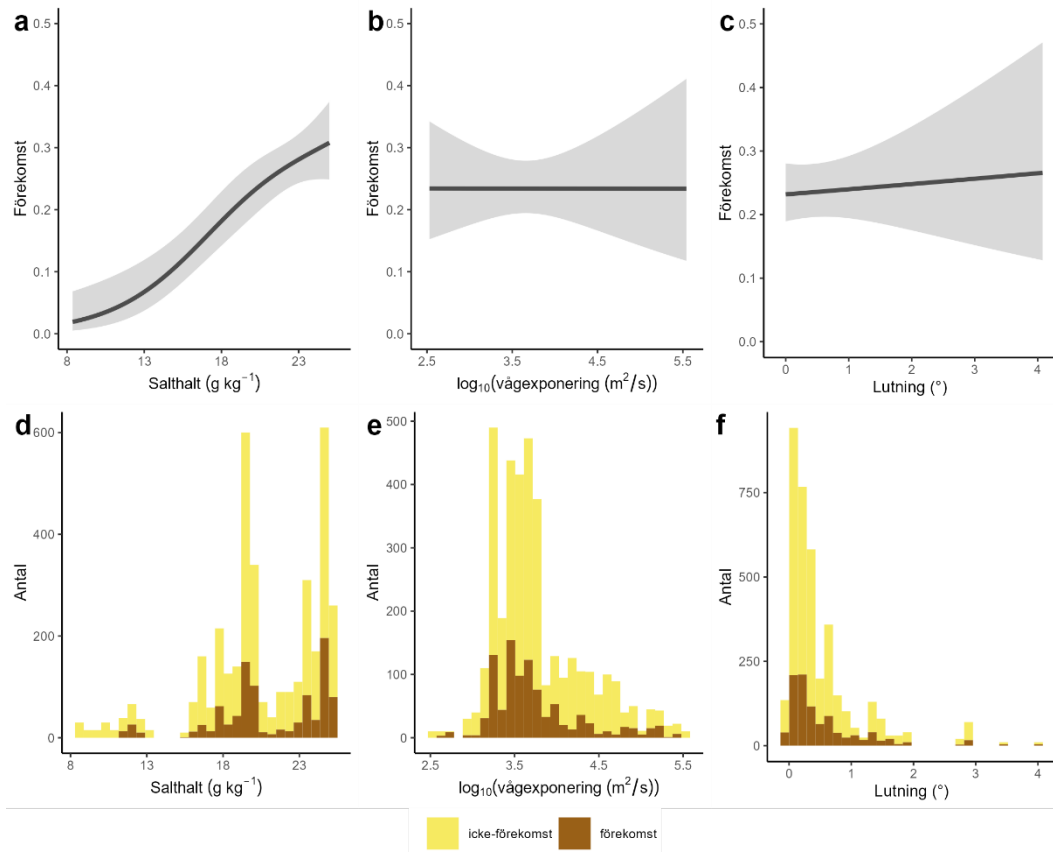 a
0.5
0.4
0.3
0.2
0.1
0.0
Förekomst
8 13 18 23
Salthalt (g kg⁻¹)
b
0.5
0.4
0.3
0.2
0.1
0.0
Förekomst
2.5 3.5 4.5 5.5
log₁₀(vågexponering (m²/s))
c
0.5
0.4
0.3
0.2
0.1
0.0
Förekomst
0 1 2 3 4
Lutning (°)
d
600
400
200
0
Antal
8 13 18 23
Salthalt (g kg⁻¹)
e
500
400
300
200
100
0
Antal
2.5 3.5 4.5 5.5
log₁₀(vågexponering (m²/s))
f
750
500
250
0
Antal
0 1 2 3 4
Lutning (°)
icke-förekomst förekomst